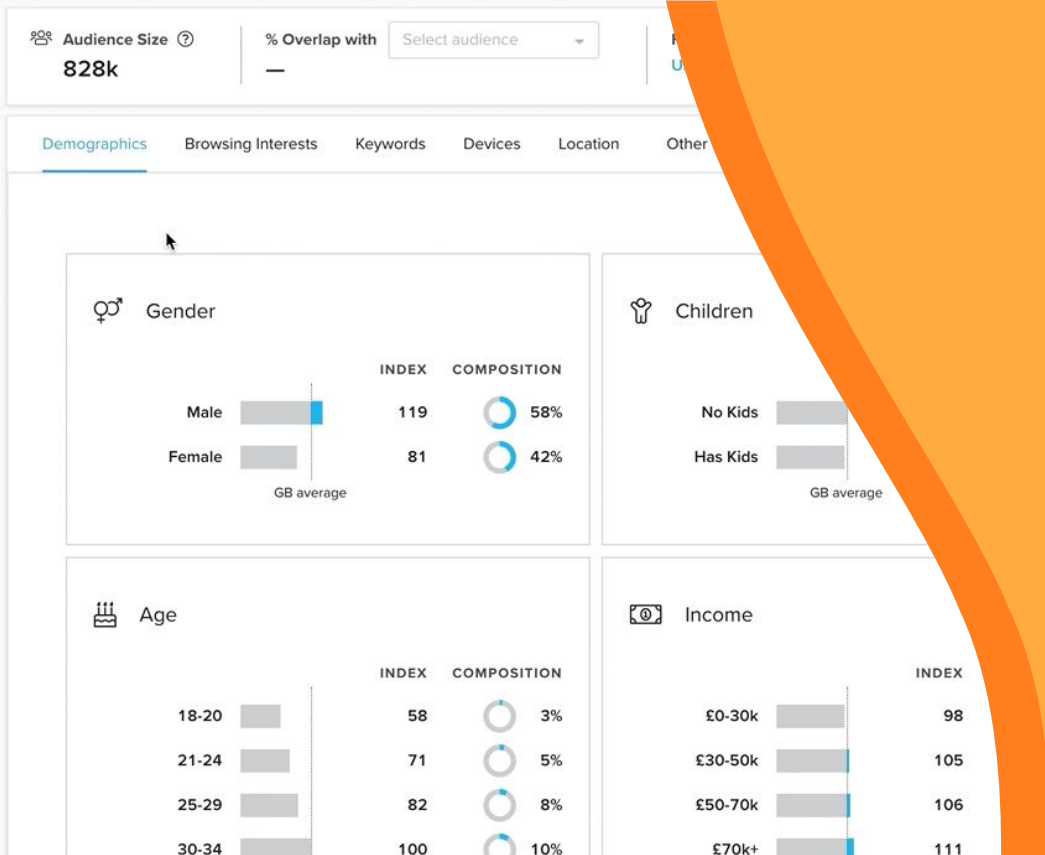 Audience Size ?
828k
% Overlap with
Select audience
—
Demographics Browsing Interests Keywords Devices Location Other
Gender
INDEX COMPOSITION
Male 119 58%
Female 81 42%
GB average
Children
No Kids
Has Kids
GB average
Age
INDEX COMPOSITION
18-20 58 3%
21-24 71 5%
25-29 82 8%
30-34 100 10%
Income
INDEX
£0-30k 98
£30-50k 105
£50-70k 106
£70k+ 111